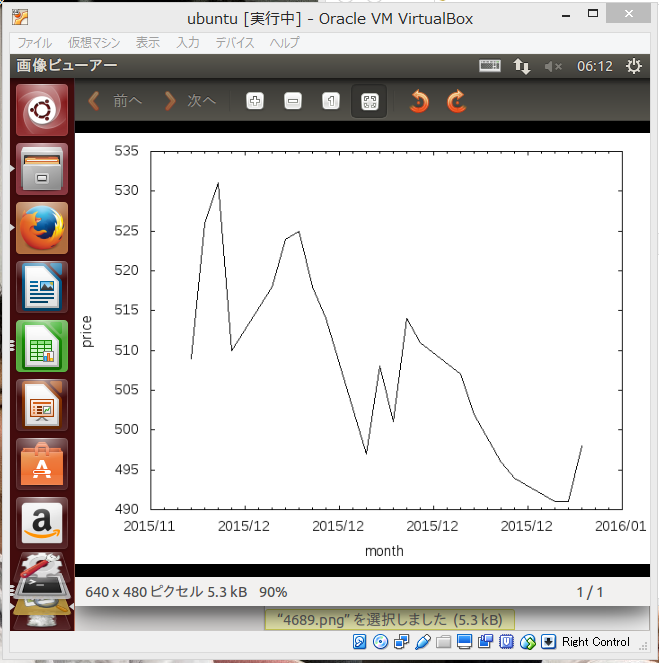 ubuntu [実行中] - Oracle VM VirtualBox
ファイル 仮想マシン 表示 入力 デバイス ヘルプ
画像ビューアー 06:12
前へ 次へ
535
530
525
520
515
510
505
500
495
490
price
2015/11 2015/12 2015/12 2015/12 2015/12 2016/01
month
640 x 480 ピクセル 5.3 kB 90% 1 / 1
“4689.png” を選択しました (5.3 kB)
Right Control